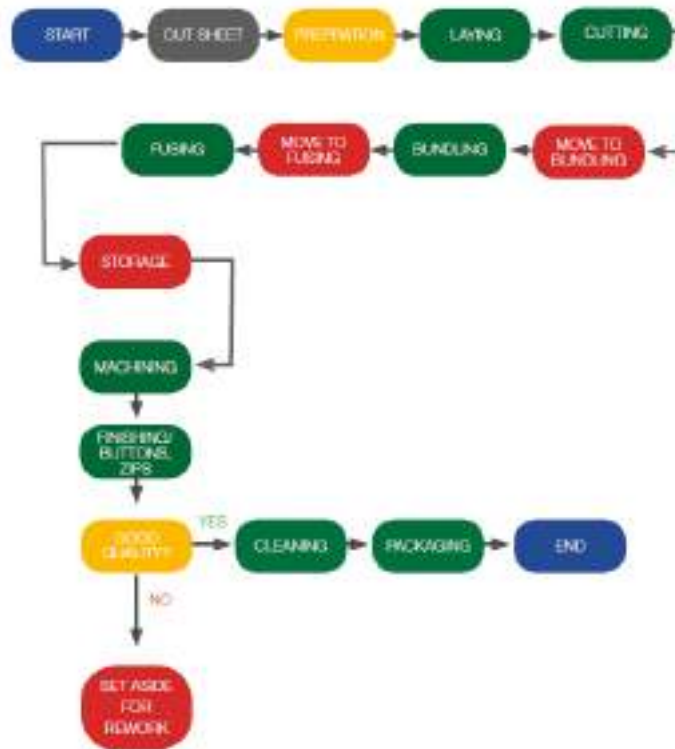 START
CUT SHEET
PREPARATION
LAYING
CUTTING
FUSING
MOVE TO
FUSING
BUNDLING
MOVE TO
BUNDLING
STORAGE
MACHINING
FINISHING/
BUTTONS,
ZIPS
GOOD
QUALITY?
YES
CLEANING
PACKAGING
END
NO
SET ASIDE
FOR
REWORK